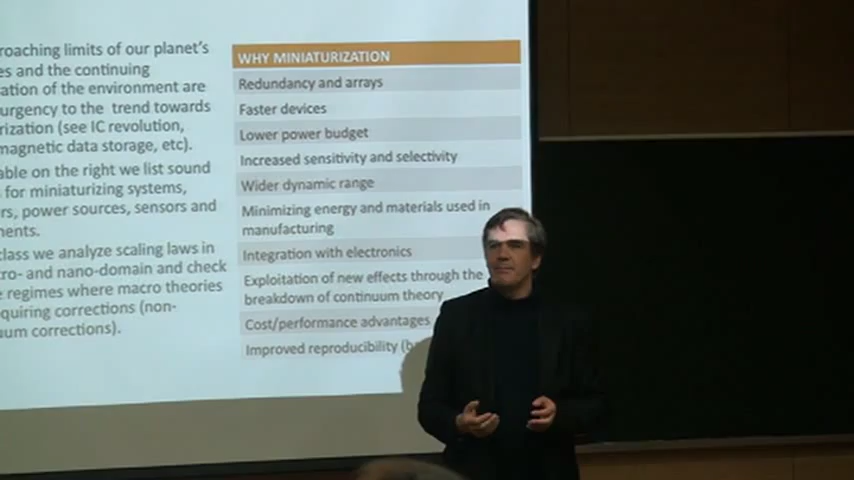 roaching limits of our planet's
es and the continuing
ation of the environment are
urgency to the trend towards
rization (see IC revolution,
magnetic data storage, etc).
able on the right we list sound
for miniaturizing systems,
rs, power sources, sensors and
nents.
class we analyze scaling laws in
ro- and nano-domain and check
e regimes where macro theories
quiring corrections (non-
uum corrections).
WHY MINIATURIZATION
Redundancy and arrays
Faster devices
Lower power budget
Increased sensitivity and selectivity
Wider dynamic range
Minimizing energy and materials used in
manufacturing
Integration with electronics
Exploitation of new effects through the
breakdown of continuum theory
Cost/performance advantages
Improved reproducibility (b